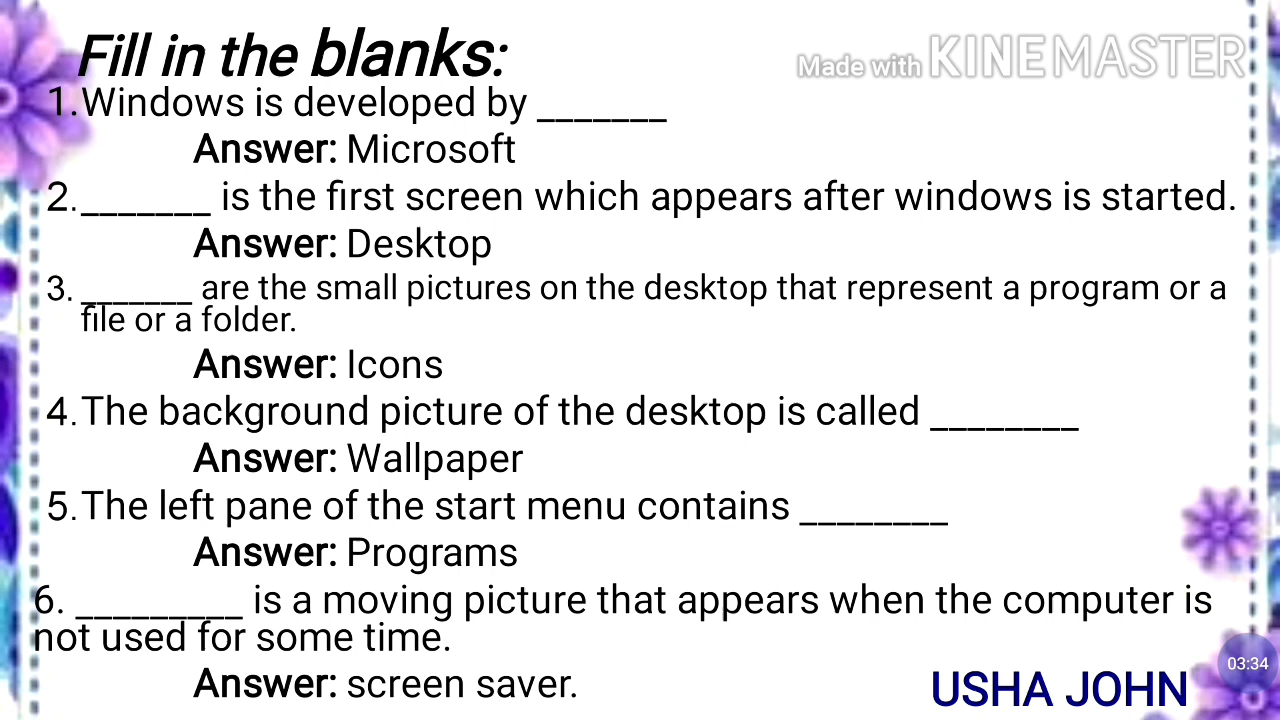 Fill in the blanks:
Made with KINEMASTER
1.Windows is developed by _______
Answer: Microsoft
2._______ is the first screen which appears after windows is started.
Answer: Desktop
3. _______ are the small pictures on the desktop that represent a program or a
file or a folder.
Answer: Icons
4.The background picture of the desktop is called ________
Answer: Wallpaper
5.The left pane of the start menu contains ________
Answer: Programs
6. _________ is a moving picture that appears when the computer is
not used for some time.
Answer: screen saver.
03:34
USHA JOHN